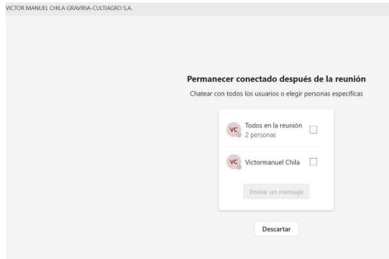 VICTOR MANUEL CHILA GRAVIRIA-CULTIAGRO S.A.
Permanecer conectado después de la reunión
Chatear con todos los usuarios o elegir personas específicas
VC Todos en la reunión
2 personas
VC Victormanuel Chila
Enviar un mensaje
Descartar